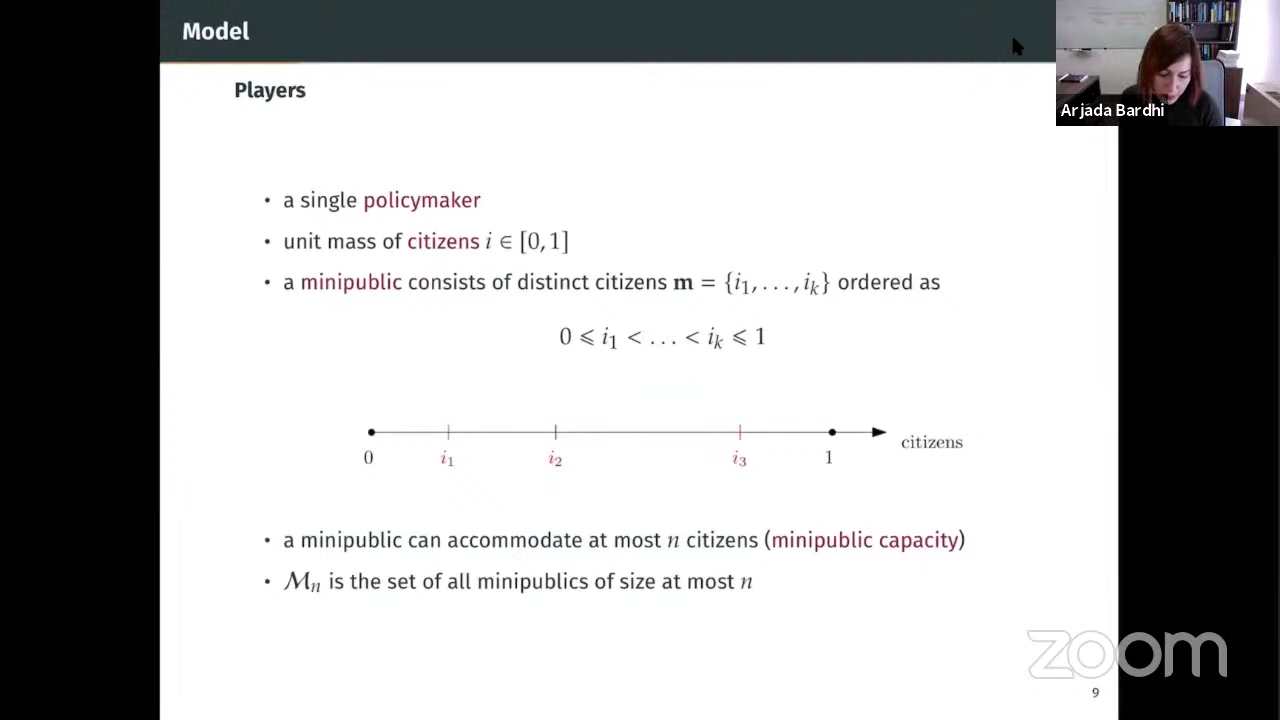 Model
Arjada Bardhi
Players
• a single policymaker
• unit mass of citizens i ∈ [0, 1]
• a minipublic consists of distinct citizens m = {i₁, . . . , iₖ} ordered as
0 ⩽ i₁ < . . . < iₖ ⩽ 1
citizens
0 i₁ i₂ i₃ 1
• a minipublic can accommodate at most n citizens (minipublic capacity)
• ℳₙ is the set of all minipublics of size at most n
zoom
9